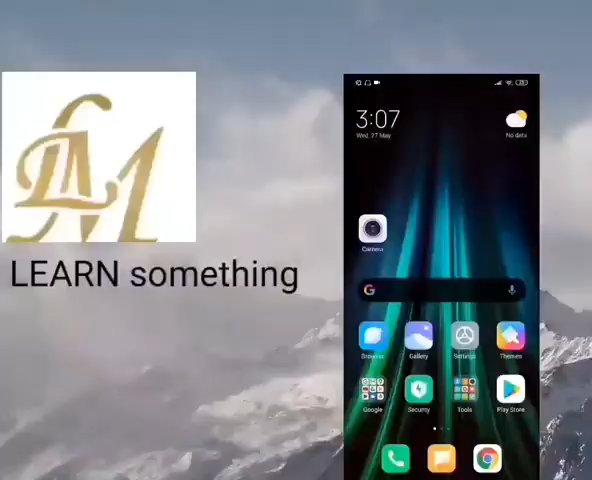 LEARN something
3:07
Wed, 27 May
No data
Camera
Browser
Gallery
Settings
Themes
Google
Security
Tools
Play Store